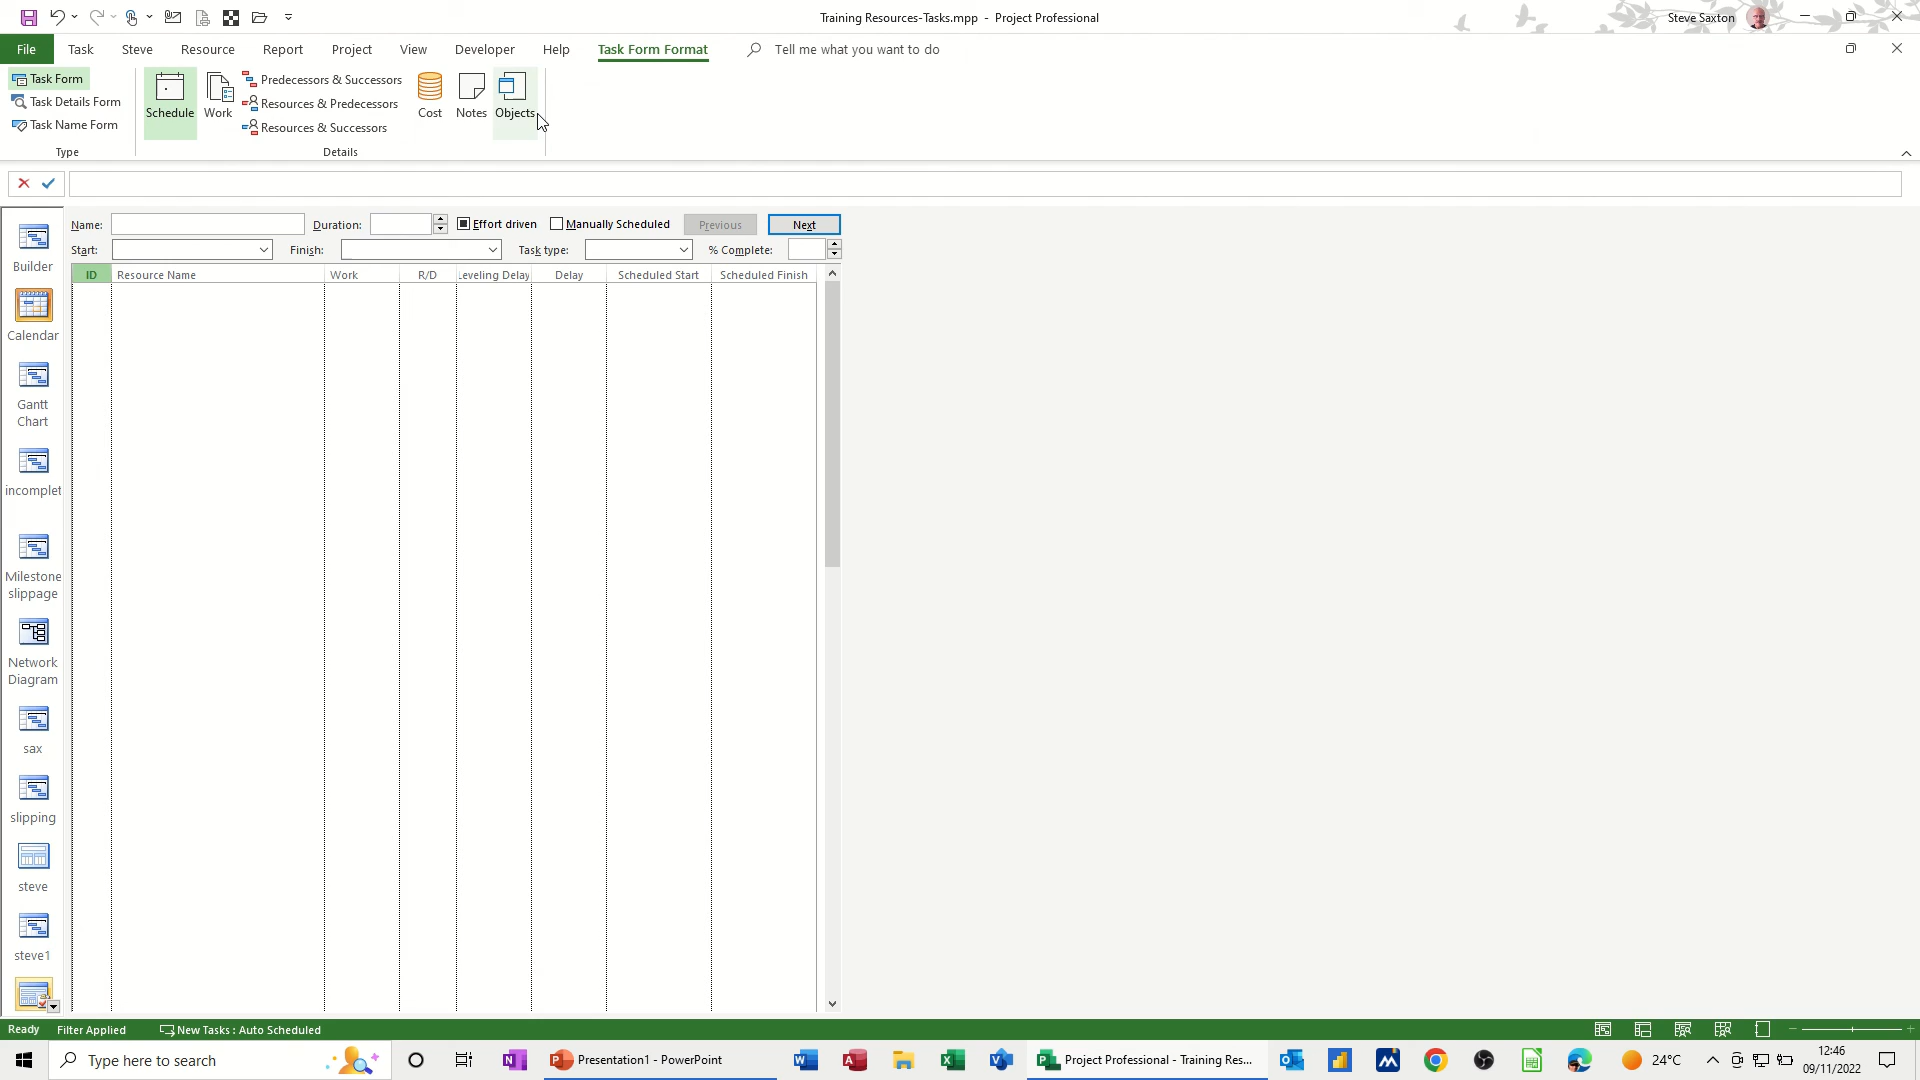 Training Resources-Tasks.mpp - Project Professional
Steve Saxton
File Task Steve Resource Report Project View Developer Help Task Form Format Tell me what you want to do
Task Form
Task Details Form
Task Name Form
Type
Schedule
Work
Predecessors & Successors
Resources & Predecessors
Resources & Successors
Cost
Notes
Objects
Details
Name:
Duration:
Effort driven
Manually Scheduled
Previous
Next
Start:
Finish:
Task type:
% Complete:
ID Resource Name Work R/D Leveling Delay Delay Scheduled Start Scheduled Finish
Builder
Calendar
Gantt
Chart
incomplet
Milestone
slippage
Network
Diagram
sax
slipping
steve
steve1
Ready Filter Applied New Tasks : Auto Scheduled
Type here to search
Presentation1 - PowerPoint
Project Professional - Training Res...
24°C
12:46
09/11/2022